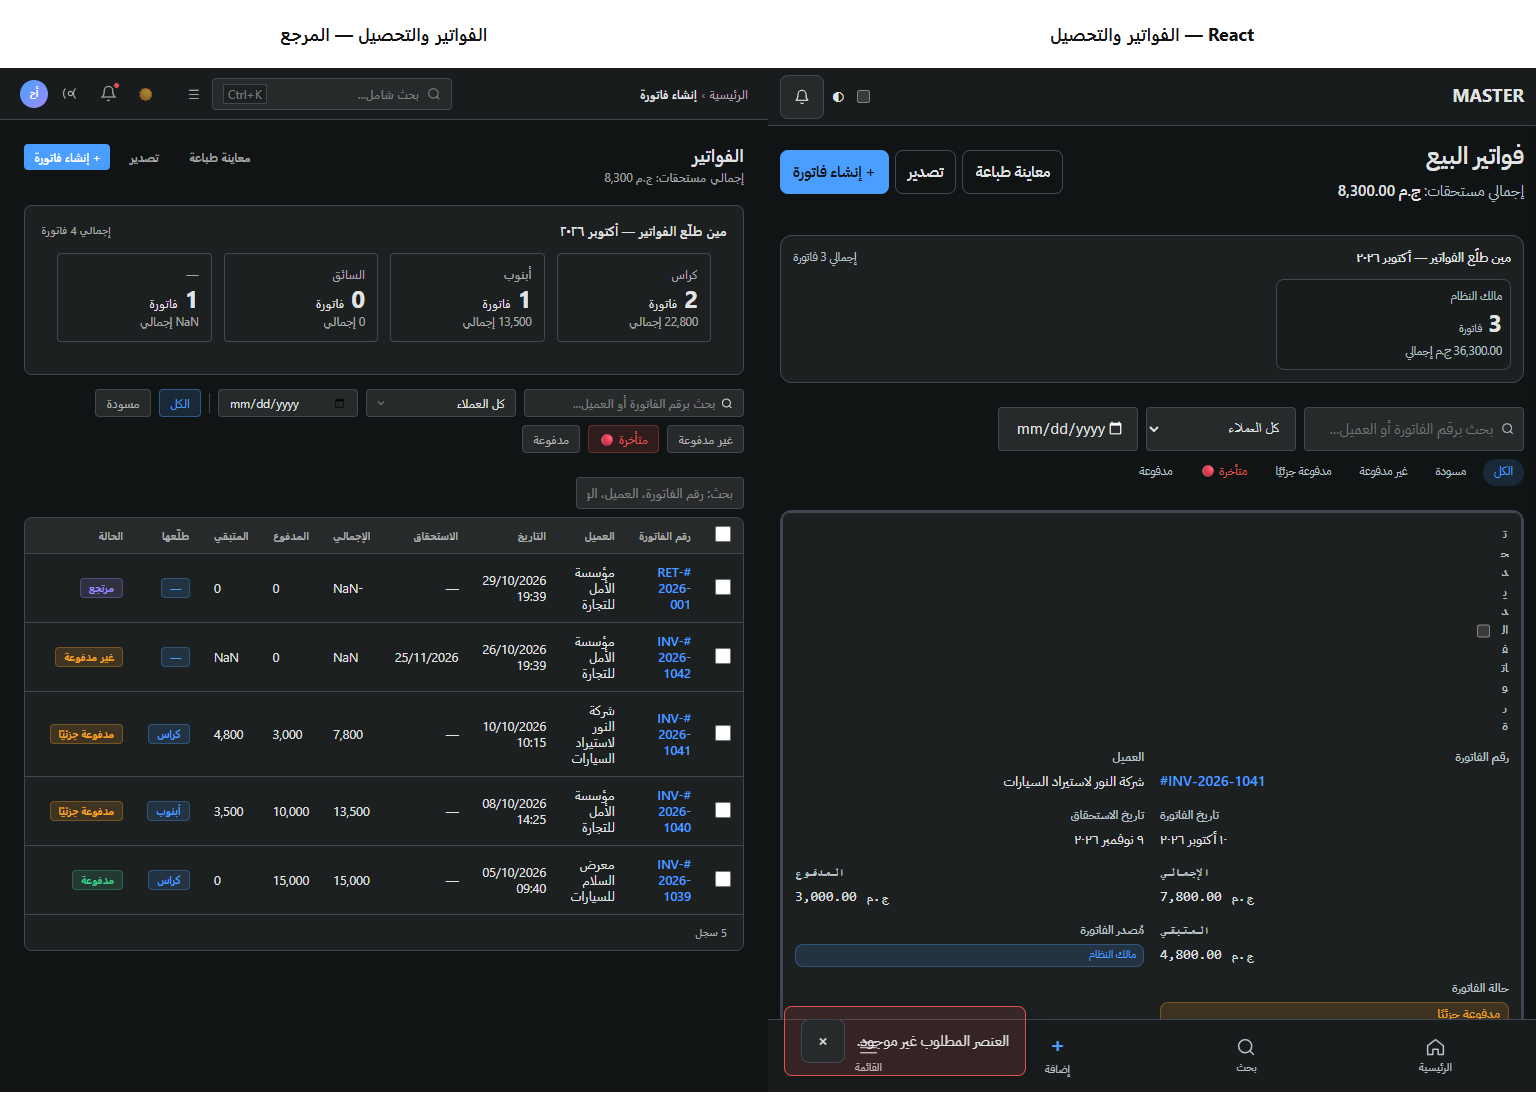 React — الفواتير والتحصيل
MASTER
فواتير البيع
إجمالي مستحقات: ج.م 8,300.00
معاينة طباعة
تصدير
+ إنشاء فاتورة
مين طلّع الفواتير — أكتوبر ٢٠٢٦
إجمالي 3 فاتورة
مالك النظام
3 فاتورة
36,300.00 ج.م إجمالي
بحث برقم الفاتورة أو العميل...
كل العملاء
mm/dd/yyyy
الكل
مسودة
غير مدفوعة
مدفوعة جزئيًا
متأخرة
مدفوعة
تحديد الفاتورة
رقم الفاتورة
#INV-2026-1041
العميل
شركة النور لاستيراد السيارات
تاريخ الفاتورة
١٠ أكتوبر ٢٠٢٦
تاريخ الاستحقاق
٩ نوفمبر ٢٠٢٦
الإجمالي
ج.م 7,800.00
المدفوع
ج.م 3,000.00
المتبقي
ج.م 4,800.00
مُصدر الفاتورة
مالك النظام
حالة الفاتورة
مدفوعة جزئيًا
العنصر المطلوب غير موجود.
×
الرئيسية
بحث
+
إضافة
القائمة
الفواتير والتحصيل — المرجع
الرئيسية › إنشاء فاتورة
بحث شامل...
Ctrl+K
أج
الفواتير
إجمالي مستحقات: ج.م 8,300
معاينة طباعة
تصدير
+ إنشاء فاتورة
مين طلّع الفواتير — أكتوبر ٢٠٢٦
إجمالي 4 فاتورة
كراس
2 فاتورة
22,800 إجمالي
أبنوب
1 فاتورة
13,500 إجمالي
السائق
0 فاتورة
0 إجمالي
—
1 فاتورة
NaN إجمالي
بحث برقم الفاتورة أو العميل...
كل العملاء
mm/dd/yyyy
الكل
مسودة
غير مدفوعة
متأخرة
مدفوعة
بحث: رقم الفاتورة، العميل، الو
رقم الفاتورة العميل التاريخ الاستحقاق الإجمالي المدفوع المتبقي طلّعها الحالة
#RET-2026-001 مؤسسة الأمل للتجارة 29/10/2026 19:39 — -NaN 0 0 — مرتجع
#INV-2026-1042 مؤسسة الأمل للتجارة 26/10/2026 19:39 25/11/2026 NaN 0 NaN — غير مدفوعة
#INV-2026-1041 شركة النور لاستيراد السيارات 10/10/2026 10:15 — 7,800 3,000 4,800 كراس مدفوعة جزئيًا
#INV-2026-1040 مؤسسة الأمل للتجارة 08/10/2026 14:25 — 13,500 10,000 3,500 أبنوب مدفوعة جزئيًا
#INV-2026-1039 معرض السلام للسيارات 05/10/2026 09:40 — 15,000 15,000 0 كراس مدفوعة
5 سجل